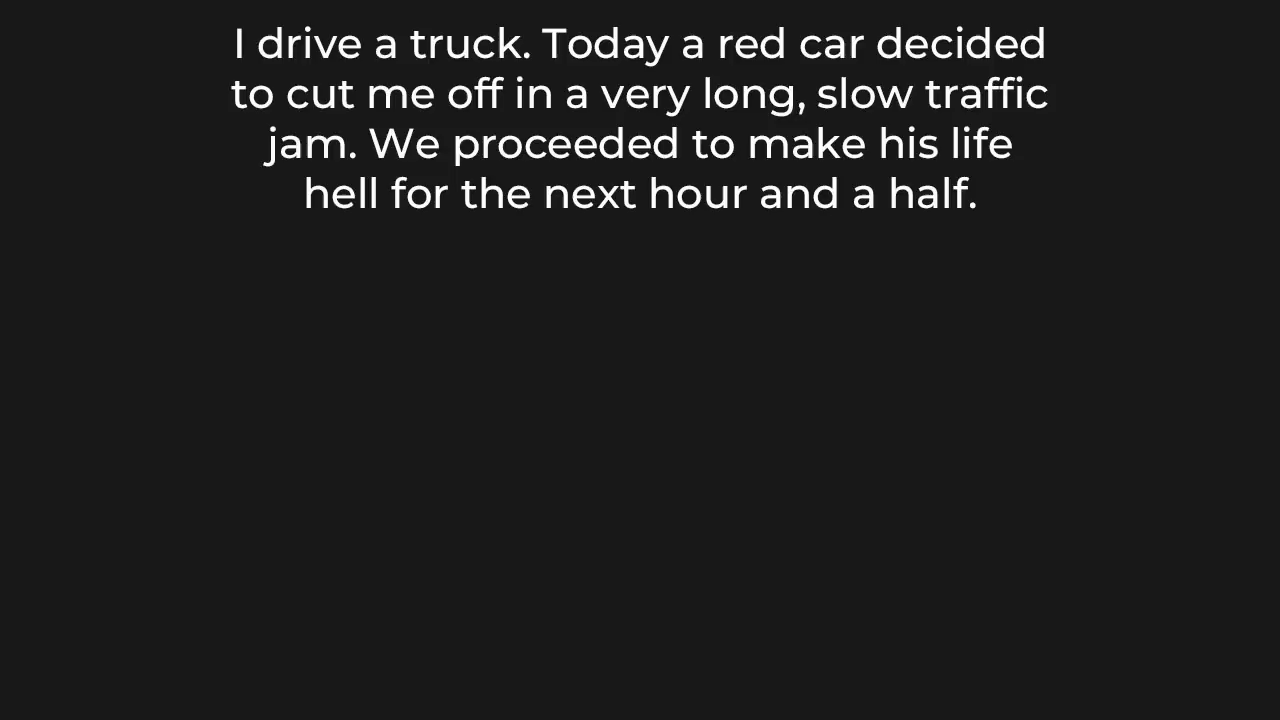 I drive a truck. Today a red car decided
to cut me off in a very long, slow traffic
jam. We proceeded to make his life
hell for the next hour and a half.